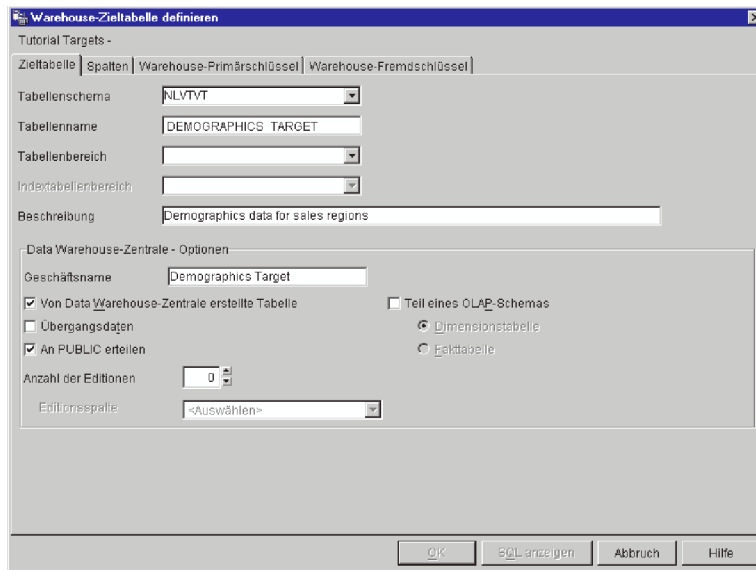 Warehouse-Zieltabelle definieren
Tutorial Targets -
Zieltabelle Spalten Warehouse-Primärschlüssel Warehouse-Fremdschlüssel
Tabellenschema NLVTVT
Tabellenname DEMOGRAPHICS_TARGET
Tabellenbereich
Indextabellenbereich
Beschreibung Demographics data for sales regions
Data Warehouse-Zentrale - Optionen
Geschäftsname Demographics Target
Von Data Warehouse-Zentrale erstellte Tabelle Teil eines OLAP-Schemas
Übergangsdaten Dimensionstabelle
An PUBLIC erteilen Fakttabelle
Anzahl der Editionen 0
Editionsspalte <Auswählen>
OK SQL anzeigen Abbruch Hilfe